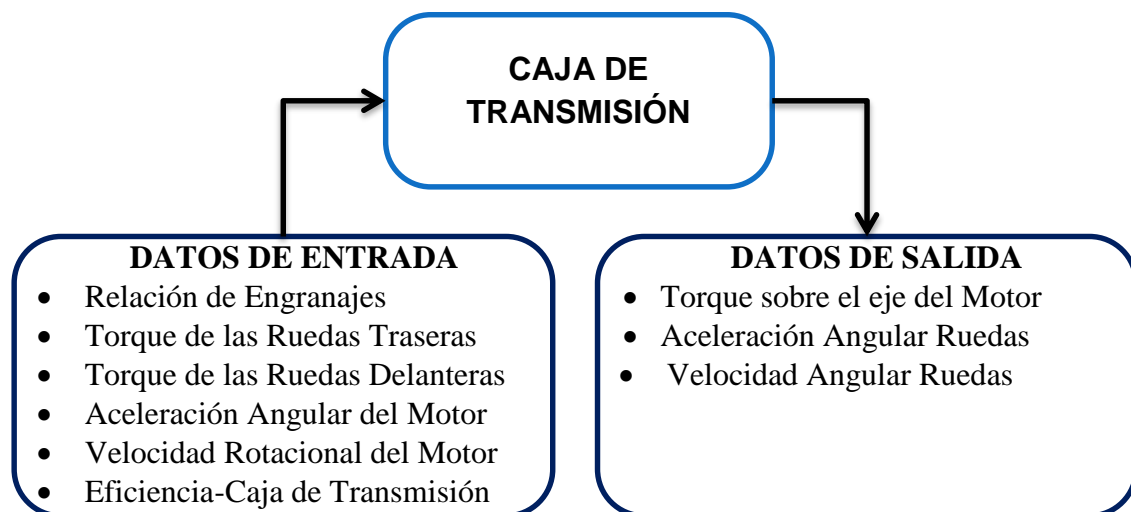 CAJA DE
TRANSMISIÓN
DATOS DE ENTRADA
• Relación de Engranajes
• Torque de las Ruedas Traseras
• Torque de las Ruedas Delanteras
• Aceleración Angular del Motor
• Velocidad Rotacional del Motor
• Eficiencia-Caja de Transmisión
DATOS DE SALIDA
• Torque sobre el eje del Motor
• Aceleración Angular Ruedas
• Velocidad Angular Ruedas